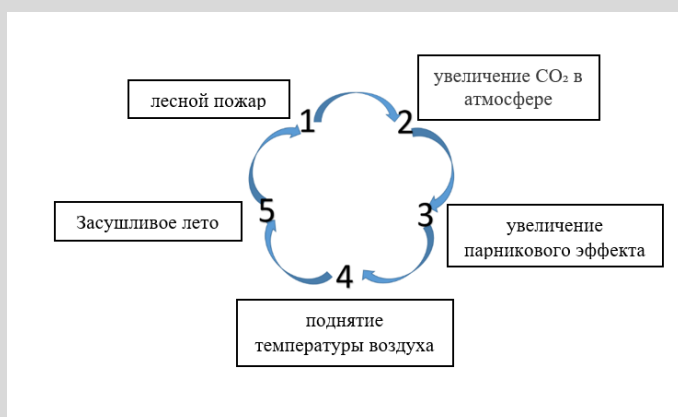 лесной пожар
1
увеличение CO₂ в
атмосфере
2
увеличение
парникового эффекта
3
поднятие
температуры воздуха
4
Засушливое лето
5